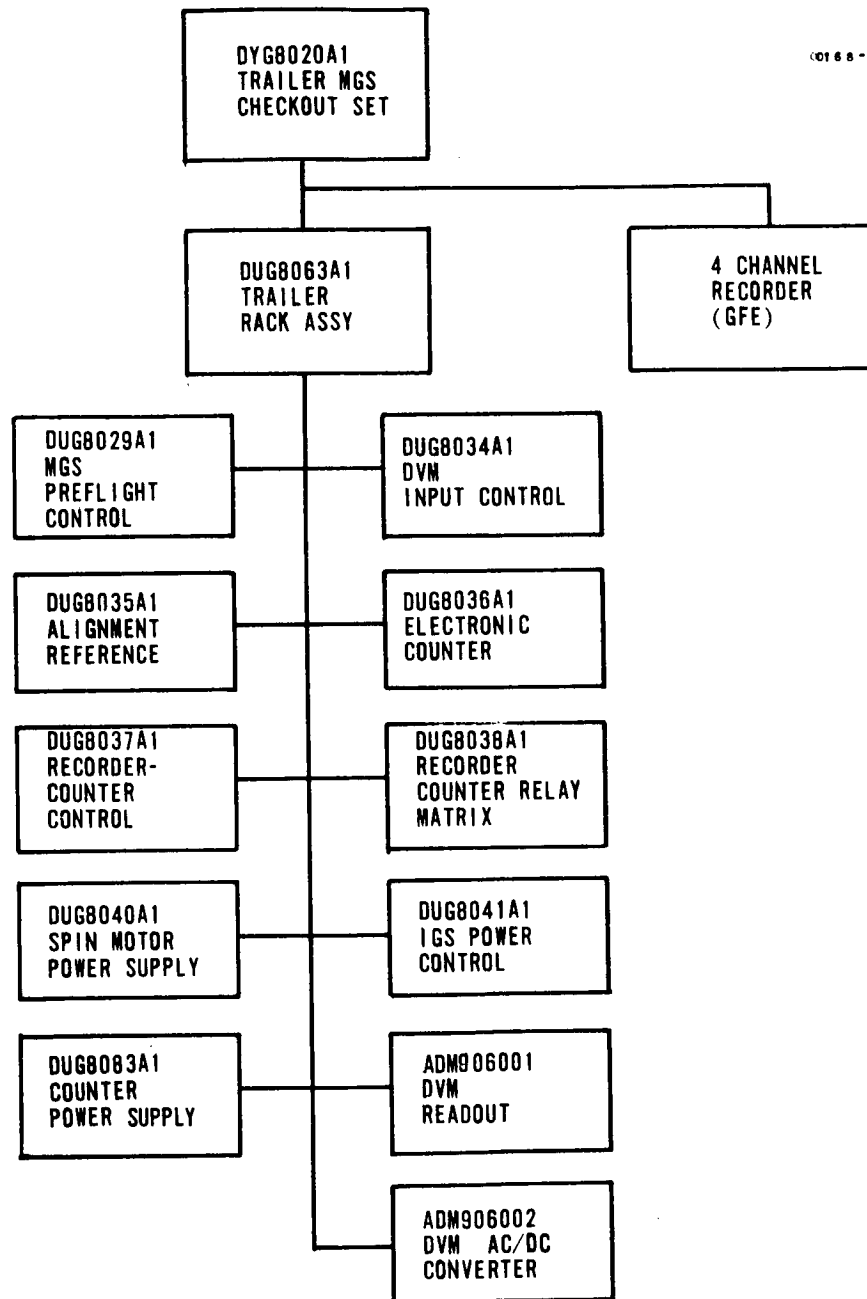 DYG8020A1
TRAILER MGS
CHECKOUT SET
DUG8063A1
TRAILER
RACK ASSY
4 CHANNEL
RECORDER
(GFE)
DUG8029A1
MGS
PREFLIGHT
CONTROL
DUG8034A1
DVM
INPUT CONTROL
DUG8035A1
ALIGNMENT
REFERENCE
DUG8036A1
ELECTRONIC
COUNTER
DUG8037A1
RECORDER-
COUNTER
CONTROL
DUG8038A1
RECORDER
COUNTER RELAY
MATRIX
DUG8040A1
SPIN MOTOR
POWER SUPPLY
DUG8041A1
IGS POWER
CONTROL
DUG8083A1
COUNTER
POWER SUPPLY
ADM906001
DVM
READOUT
ADM906002
DVM AC/DC
CONVERTER